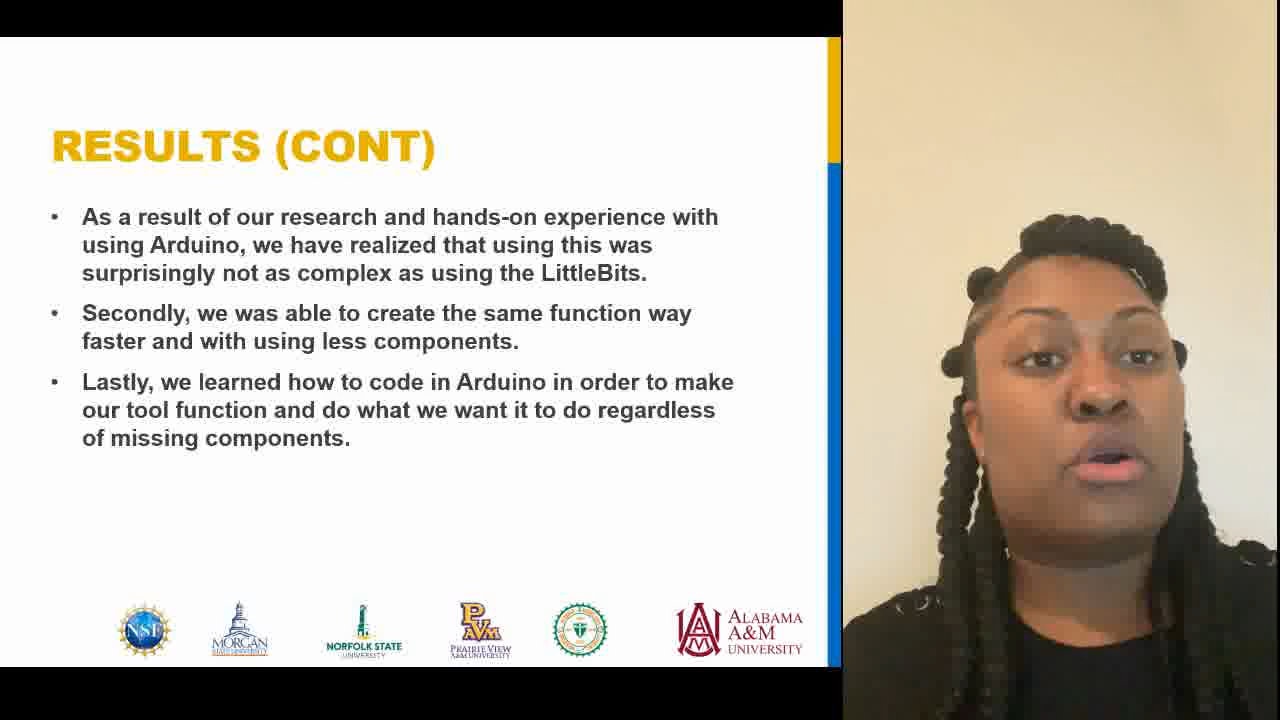 RESULTS (CONT)
• As a result of our research and hands-on experience with
using Arduino, we have realized that using this was
surprisingly not as complex as using the LittleBits.
• Secondly, we was able to create the same function way
faster and with using less components.
• Lastly, we learned how to code in Arduino in order to make
our tool function and do what we want it to do regardless
of missing components.
NSF
MORGAN
STATE UNIVERSITY
NORFOLK STATE
UNIVERSITY
PV
A&M
PRAIRIE VIEW
A&M UNIVERSITY
ALABAMA
A&M
UNIVERSITY